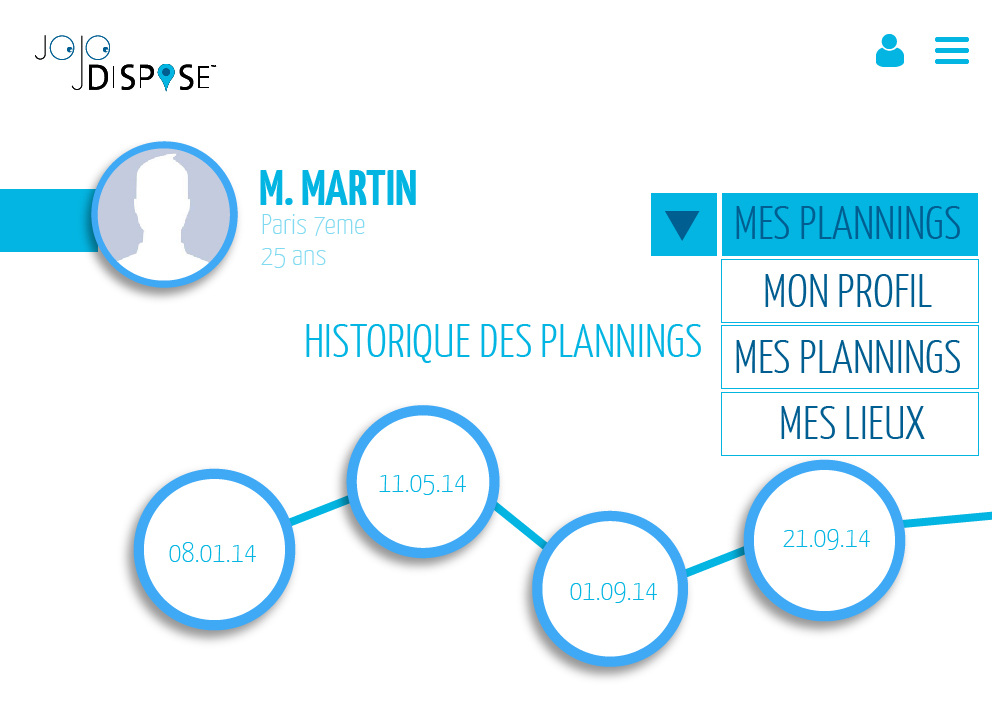 JOJO
DISPOSE™
M. MARTIN
Paris 7eme
25 ans
MES PLANNINGS
MON PROFIL
MES PLANNINGS
MES LIEUX
HISTORIQUE DES PLANNINGS
08.01.14
11.05.14
01.09.14
21.09.14